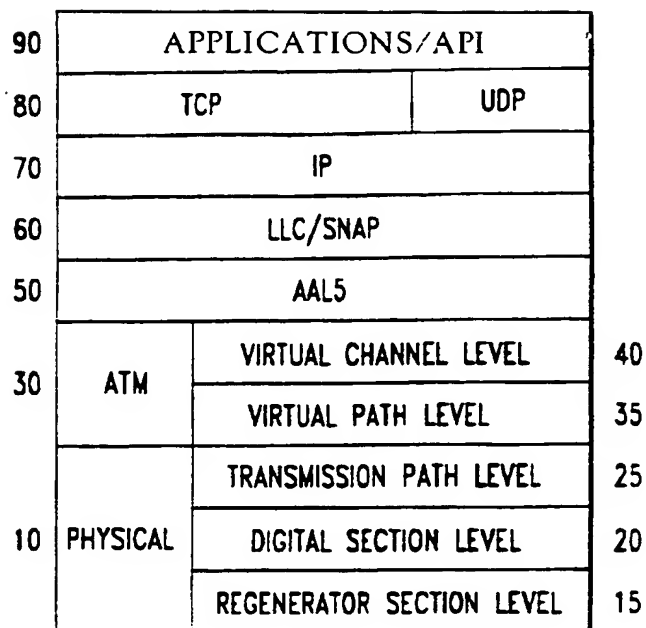 90 APPLICATIONS/API
80 TCP UDP
70 IP
60 LLC/SNAP
50 AAL5
VIRTUAL CHANNEL LEVEL 40
30 ATM
VIRTUAL PATH LEVEL 35
TRANSMISSION PATH LEVEL 25
10 PHYSICAL DIGITAL SECTION LEVEL 20
REGENERATOR SECTION LEVEL 15